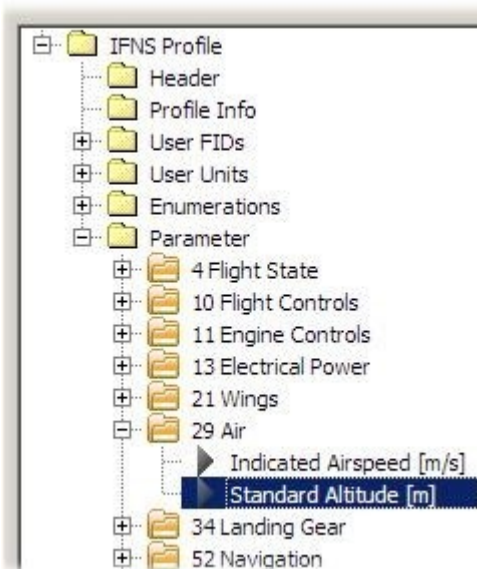 IFNS Profile
Header
Profile Info
User FIDs
User Units
Enumerations
Parameter
4 Flight State
10 Flight Controls
11 Engine Controls
13 Electrical Power
21 Wings
29 Air
Indicated Airspeed [m/s]
Standard Altitude [m]
34 Landing Gear
52 Navigation